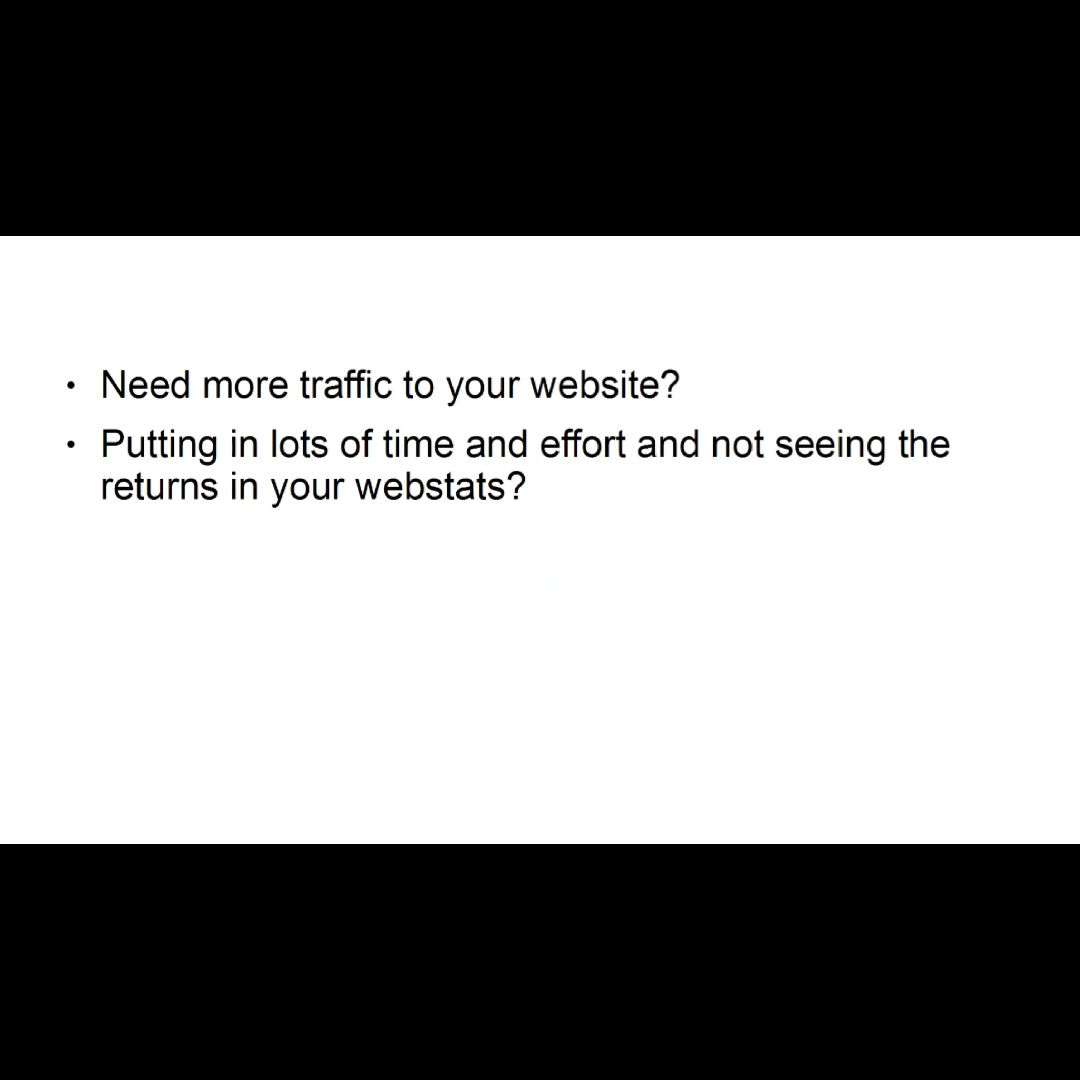 • Need more traffic to your website?
• Putting in lots of time and effort and not seeing the
returns in your webstats?